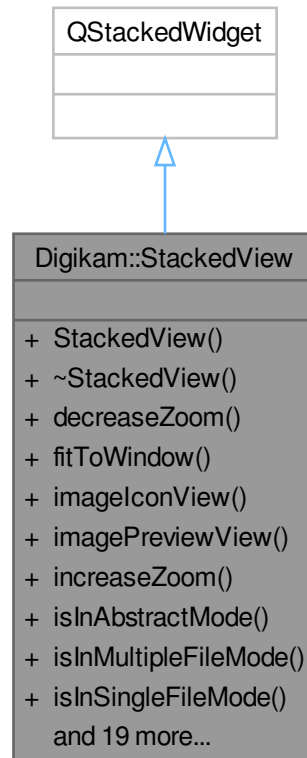 QStackedWidget
Digikam::StackedView
+ StackedView()
+ ~StackedView()
+ decreaseZoom()
+ fitToWindow()
+ imageIconView()
+ imagePreviewView()
+ increaseZoom()
+ isInAbstractMode()
+ isInMultipleFileMode()
+ isInSingleFileMode()
and 19 more...